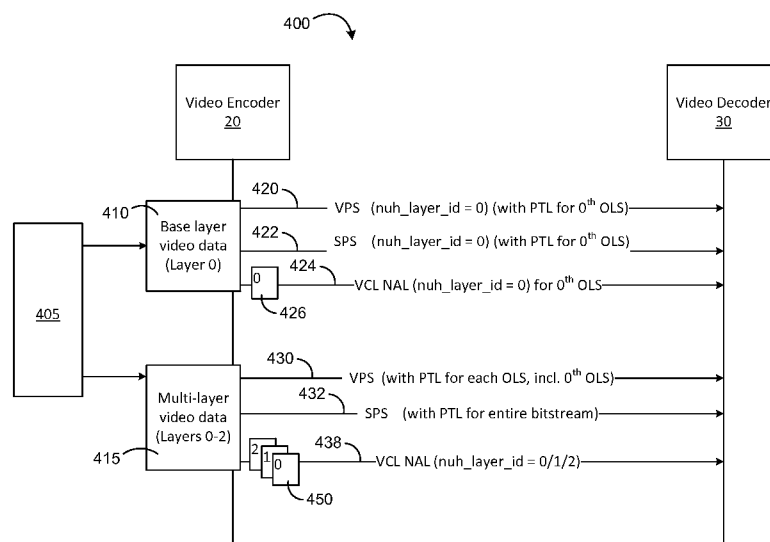 400
Video Encoder
20
Video Decoder
30
410
Base layer
video data
(Layer 0)
420
VPS (nuh_layer_id = 0) (with PTL for 0th OLS)
422
SPS (nuh_layer_id = 0) (with PTL for 0th OLS)
424
0
VCL NAL (nuh_layer_id = 0) for 0th OLS
426
405
430
VPS (with PTL for each OLS, incl. 0th OLS)
Multi-layer
video data
(Layers 0-2)
432
SPS (with PTL for entire bitstream)
415
2
1
0
438
VCL NAL (nuh_layer_id = 0/1/2)
450